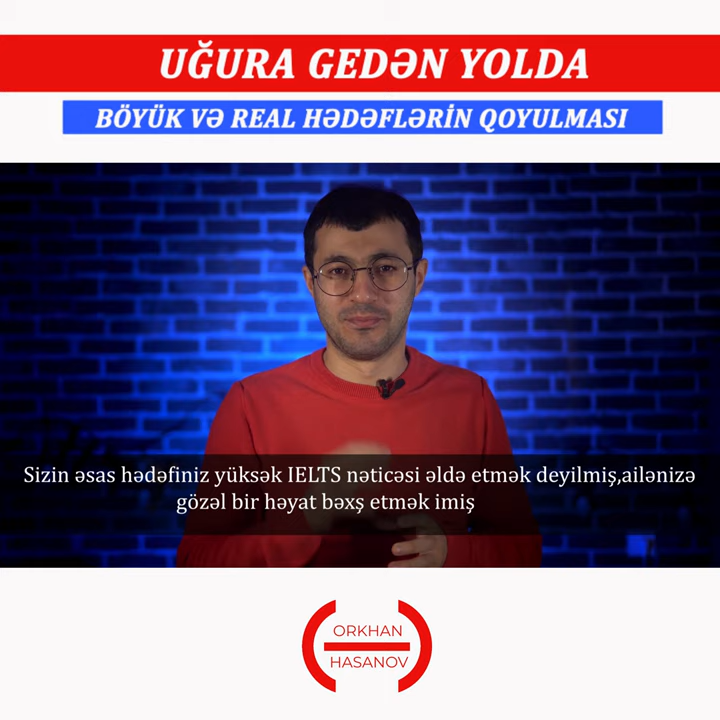 UĞURA GEDƏN YOLDA
BÖYÜK VƏ REAL HƏDƏFLƏRİN QOYULMASI
Sizin əsas hədəfiniz yüksək IELTS nəticəsi əldə etmək deyilmiş,ailənizə
gözəl bir həyat bəxş etmək imiş
ORKHAN
HASANOV